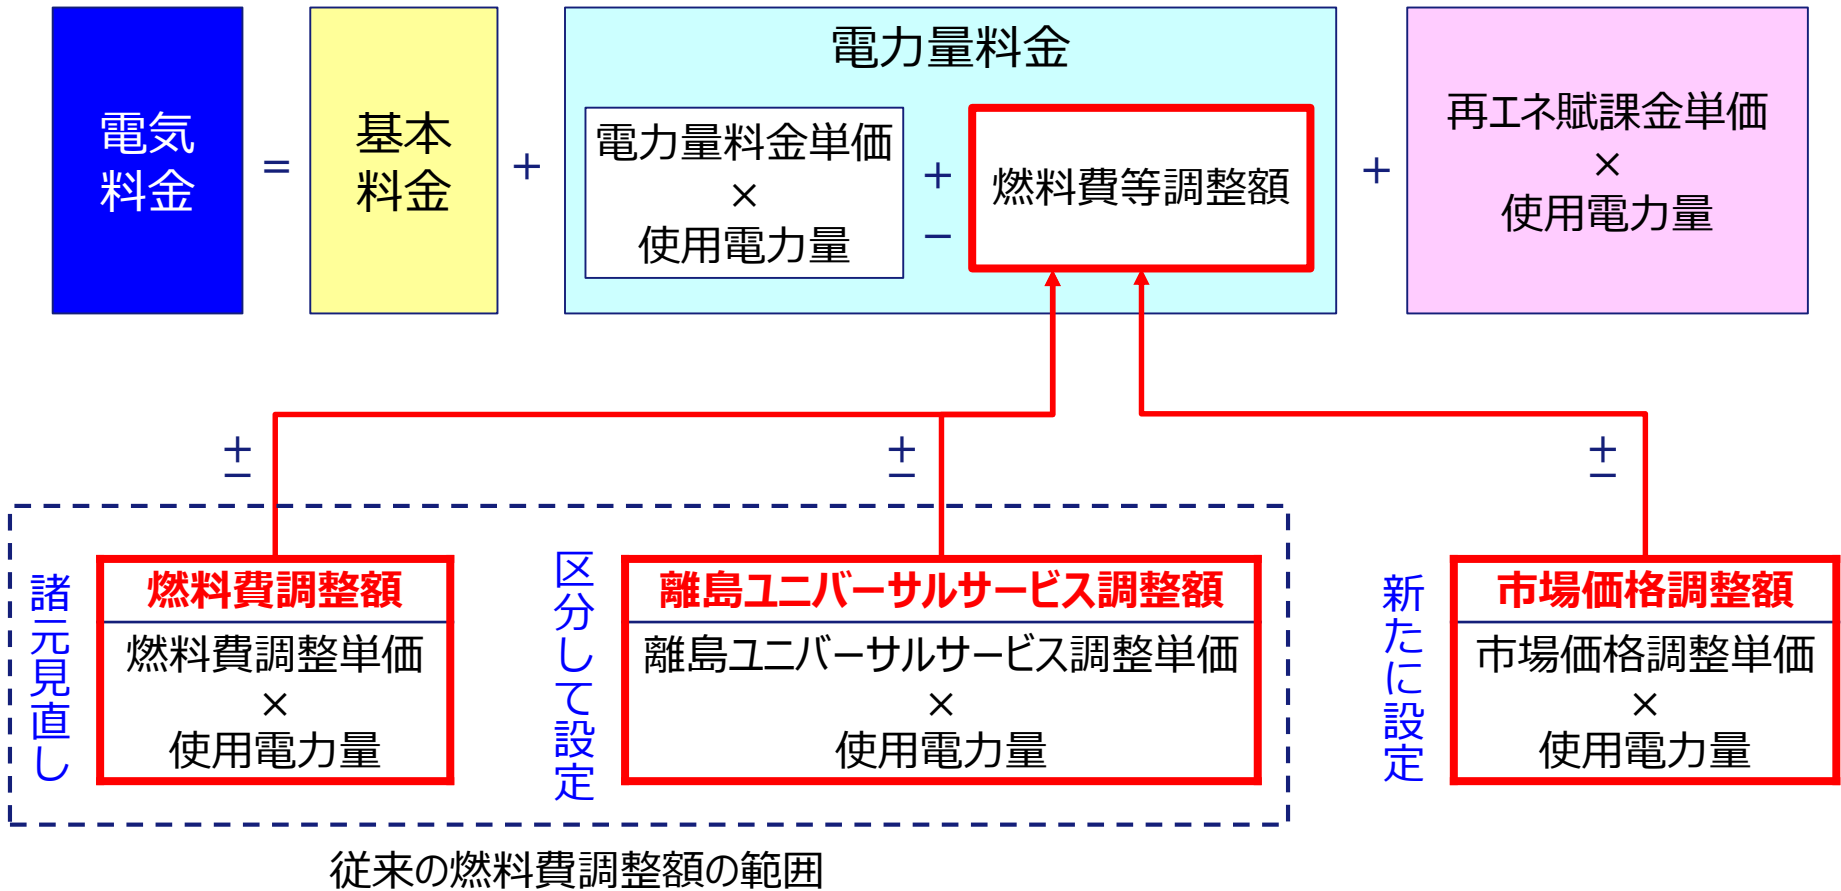 電気
料金
=
基本
料金
+
電力量料金
電力量料金単価
×
使用電力量
+
−
燃料費等調整額
+
再エネ賦課金単価
×
使用電力量
±
±
±
諸元見直し
燃料費調整額
燃料費調整単価
×
使用電力量
区分して設定
離島ユニバーサルサービス調整額
離島ユニバーサルサービス調整単価
×
使用電力量
新たに設定
市場価格調整額
市場価格調整単価
×
使用電力量
従来の燃料費調整額の範囲